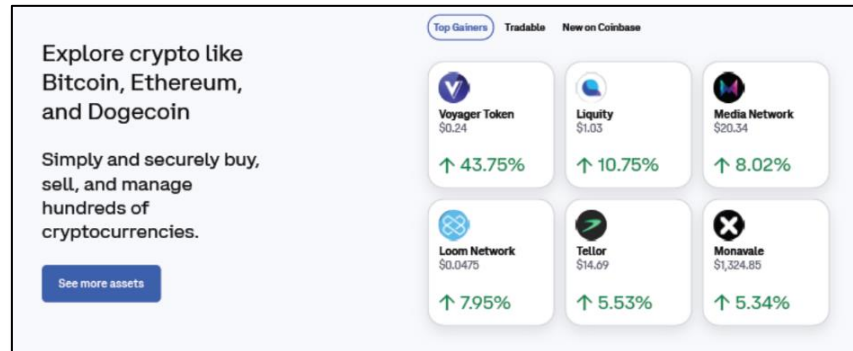 Explore crypto like
Bitcoin, Ethereum,
and Dogecoin
Simply and securely buy,
sell, and manage
hundreds of
cryptocurrencies.
See more assets
Top Gainers Tradable New on Coinbase
Voyager Token
$0.24
↑ 43.75%
Liquity
$1.03
↑ 10.75%
Media Network
$20.34
↑ 8.02%
Loom Network
$0.0475
↑ 7.95%
Tellor
$14.69
↑ 5.53%
Monavale
$1,324.85
↑ 5.34%